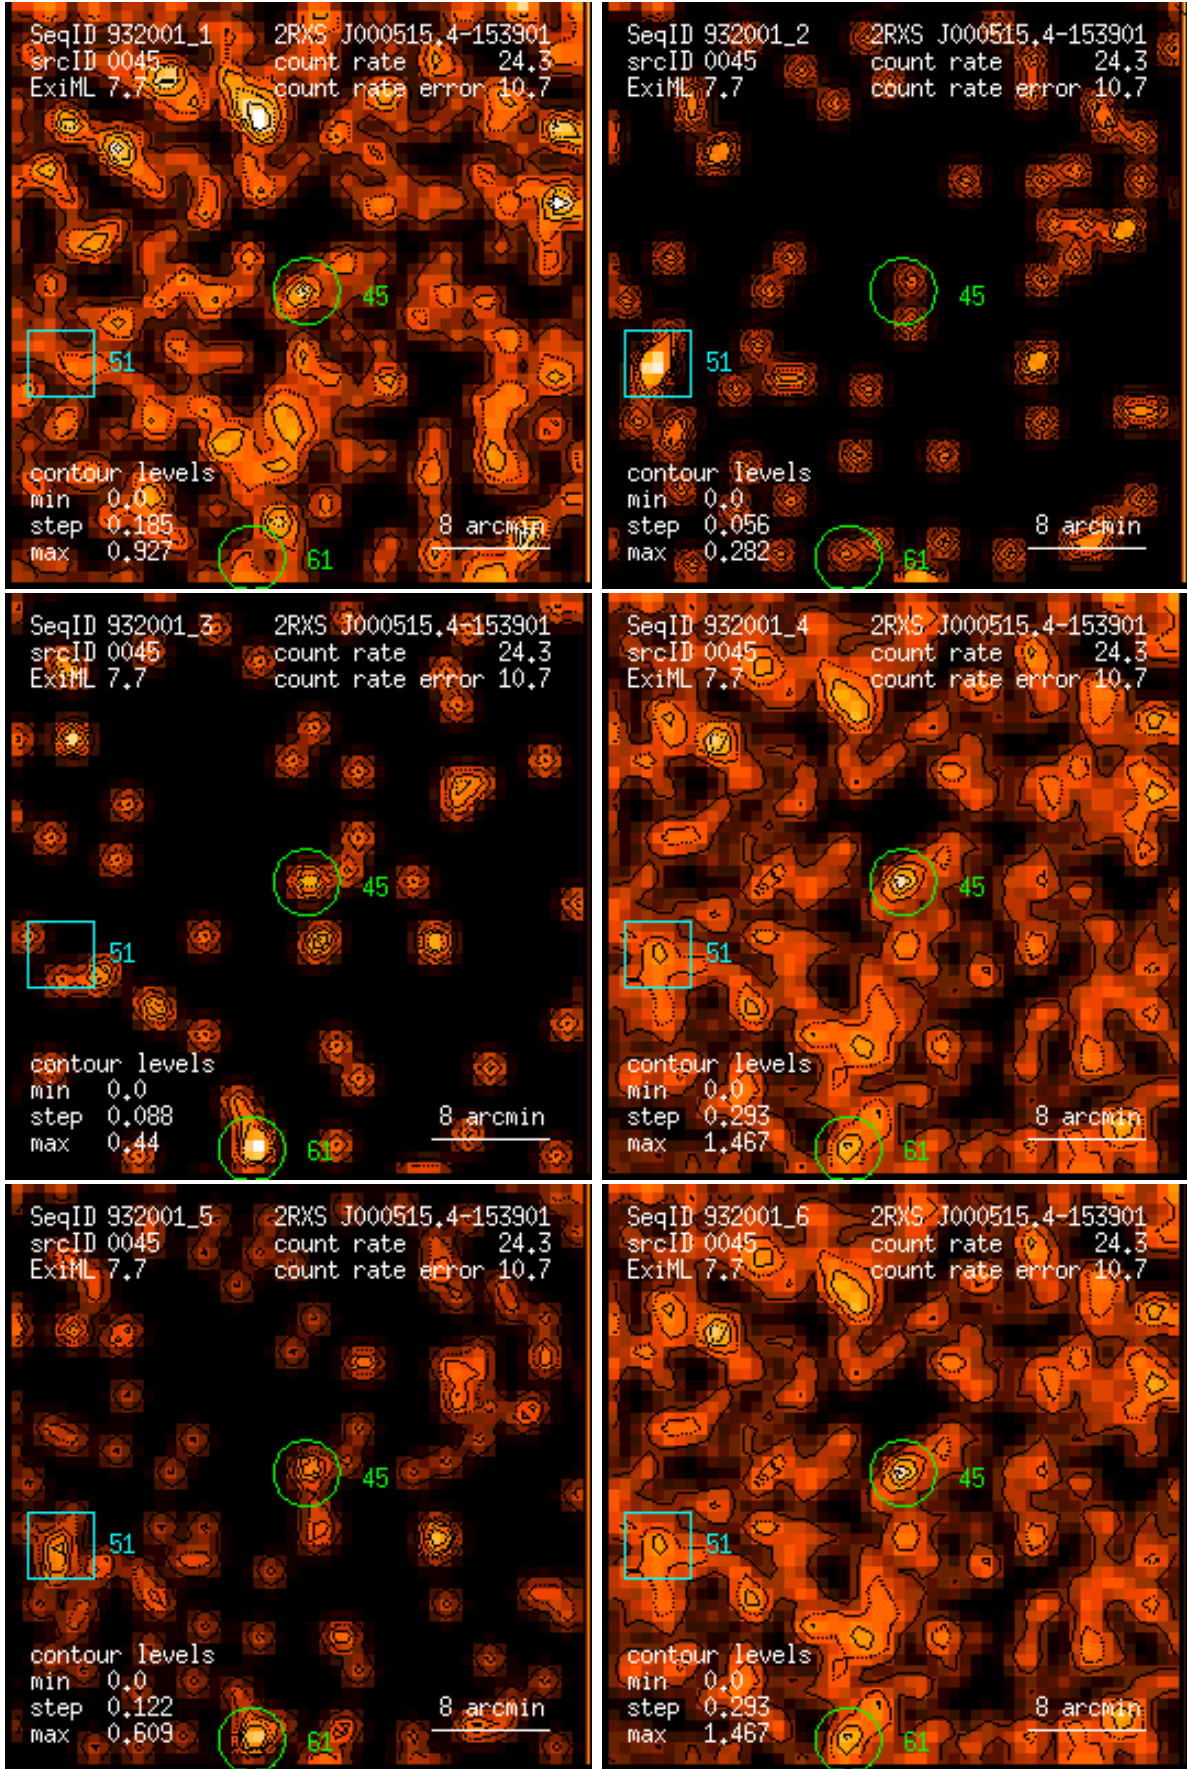 SeqID 932001_1 2RXS J000515.4-153901
srcID 0045 count rate 24.3
ExiML 7.7 count rate error 10.7
45
51
contour levels
min 0.0
step 0.185 8 arcmin
max 0.927
61
SeqID 932001_2 2RXS J000515.4-153901
srcID 0045 count rate 24.3
ExiML 7.7 count rate error 10.7
45
51
contour levels
min 0.0
step 0.056 8 arcmin
max 0.282
61
SeqID 932001_3 2RXS J000515.4-153901
srcID 0045 count rate 24.3
ExiML 7.7 count rate error 10.7
45
51
contour levels
min 0.0
step 0.088 8 arcmin
max 0.44
61
SeqID 932001_4 2RXS J000515.4-153901
srcID 0045 count rate 24.3
ExiML 7.7 count rate error 10.7
45
51
contour levels
min 0.0
step 0.293 8 arcmin
max 1.467
61
SeqID 932001_5 2RXS J000515.4-153901
srcID 0045 count rate 24.3
ExiML 7.7 count rate error 10.7
45
51
contour levels
min 0.0
step 0.122 8 arcmin
max 0.609
61
SeqID 932001_6 2RXS J000515.4-153901
srcID 0045 count rate 24.3
ExiML 7.7 count rate error 10.7
45
51
contour levels
min 0.0
step 0.293 8 arcmin
max 1.467
61